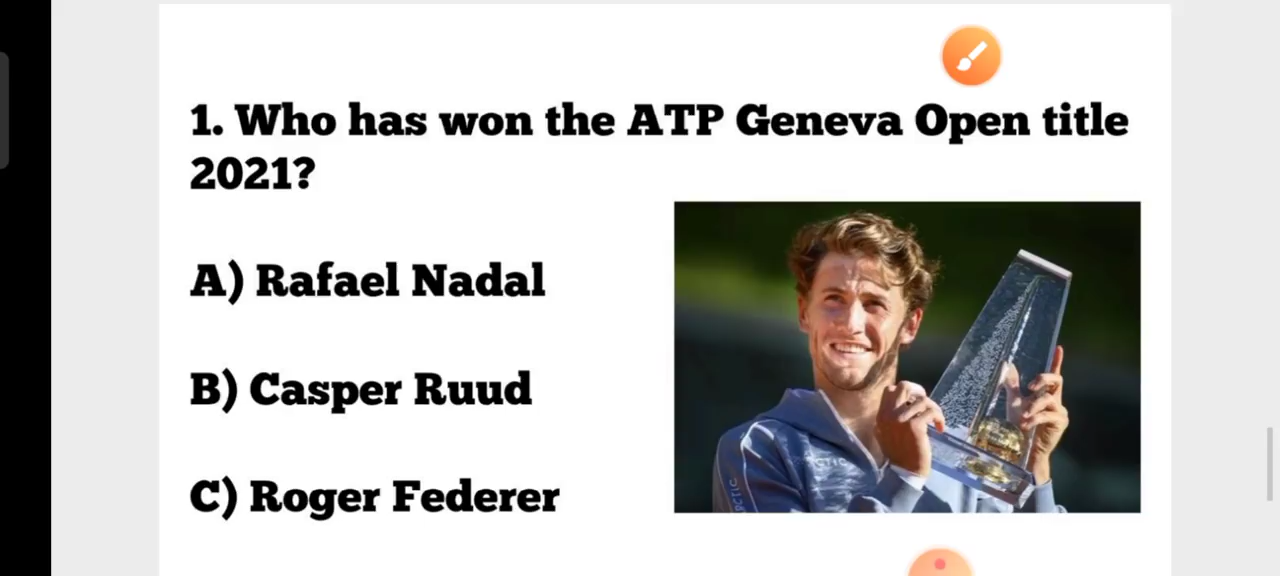 1. Who has won the ATP Geneva Open title
2021?
A) Rafael Nadal
B) Casper Ruud
C) Roger Federer